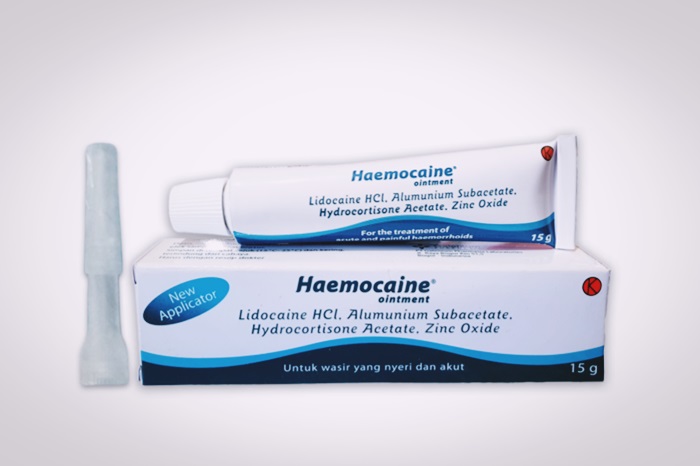 Haemocaine®
ointment
Lidocaine HCl, Alumunium Subacetate,
Hydrocortisone Acetate, Zinc Oxide
For the treatment of
acute and painful haemorrhoids
15 g
K
New
Applicator
Haemocaine®
ointment
Lidocaine HCl, Alumunium Subacetate,
Hydrocortisone Acetate, Zinc Oxide
Untuk wasir yang nyeri dan akut
15 g
K